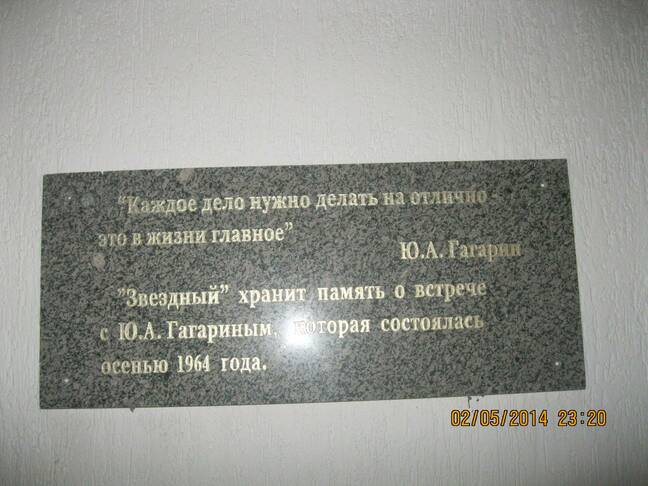 "Каждое дело нужно делать на отлично -
это в жизни главное"
Ю.А. Гагарин
"Звездный" хранит память о встрече
с Ю.А. Гагариным, которая состоялась
осенью 1964 года.
02/05/2014 23:20